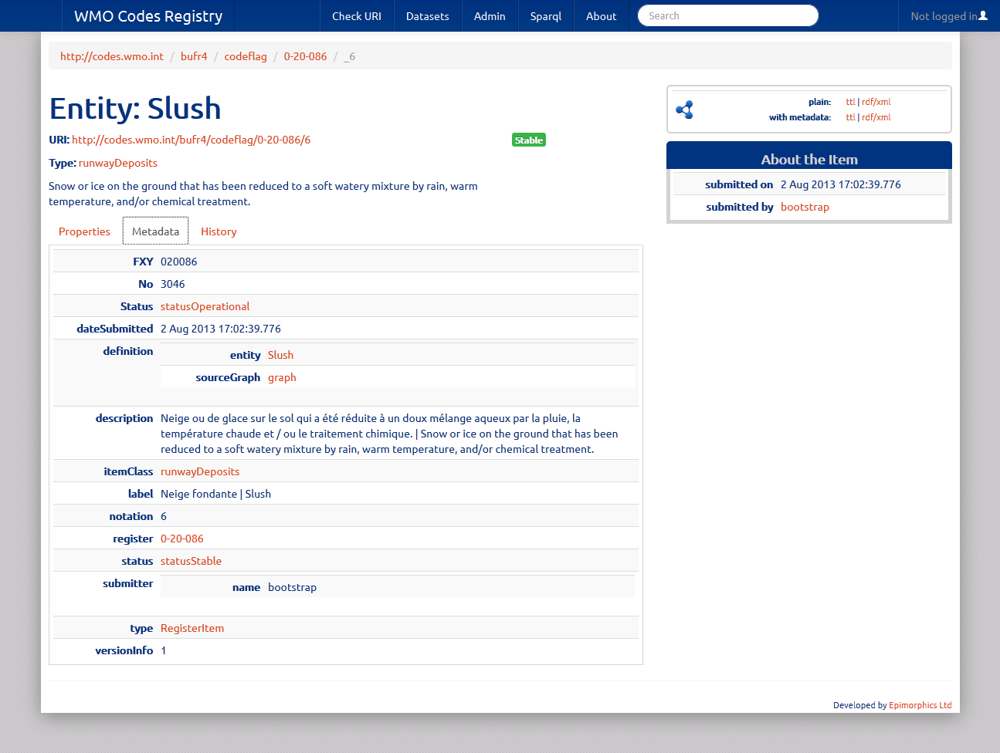 WMO Codes Registry
Check URI
Datasets
Admin
Sparql
About
Search
Not logged in
http://codes.wmo.int / bufr4 / codeflag / 0-20-086 / _6
Entity: Slush
URI: http://codes.wmo.int/bufr4/codeflag/0-20-086/6
Stable
Type: runwayDeposits
Snow or ice on the ground that has been reduced to a soft watery mixture by rain, warm
temperature, and/or chemical treatment.
plain: ttl | rdf/xml
with metadata: ttl | rdf/xml
About the Item
submitted on 2 Aug 2013 17:02:39.776
submitted by bootstrap
Properties
Metadata
History
FXY 020086
No 3046
Status statusOperational
dateSubmitted 2 Aug 2013 17:02:39.776
definition
entity Slush
sourceGraph graph
description Neige ou de glace sur le sol qui a été réduite à un doux mélange aqueux par la pluie, la
température chaude et / ou le traitement chimique. | Snow or ice on the ground that has been
reduced to a soft watery mixture by rain, warm temperature, and/or chemical treatment.
itemClass runwayDeposits
label Neige fondante | Slush
notation 6
register 0-20-086
status statusStable
submitter
name bootstrap
type RegisterItem
versionInfo 1
Developed by Epimorphics Ltd